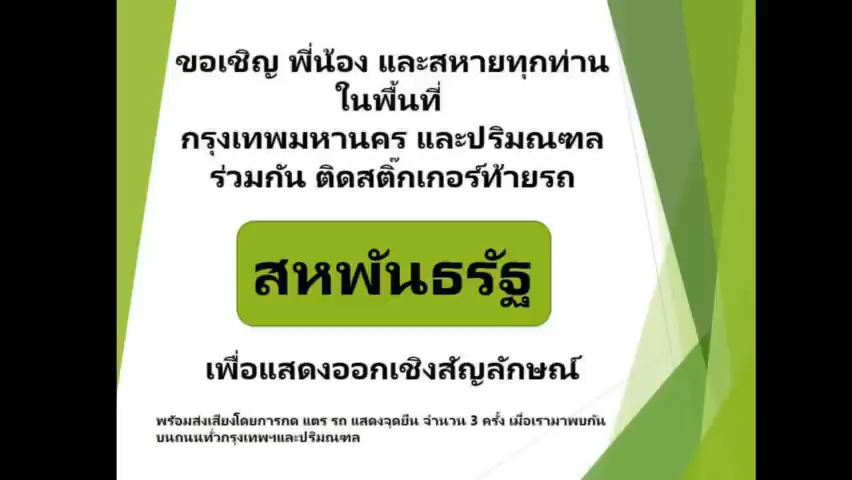 ขอเชิญ พี่น้อง และสหายทุกท่าน
ในพื้นที่
กรุงเทพมหานคร และปริมณฑล
ร่วมกัน ติดสติ๊กเกอร์ท้ายรถ
สหพันธรัฐ
เพื่อแสดงออกเชิงสัญลักษณ์
พร้อมส่งเสียงโดยการกด แตร รถ แสดงจุดยืน จำนวน 3 ครั้ง เมื่อเรามาพบกัน
บนถนนทั่วกรุงเทพฯและปริมณฑล